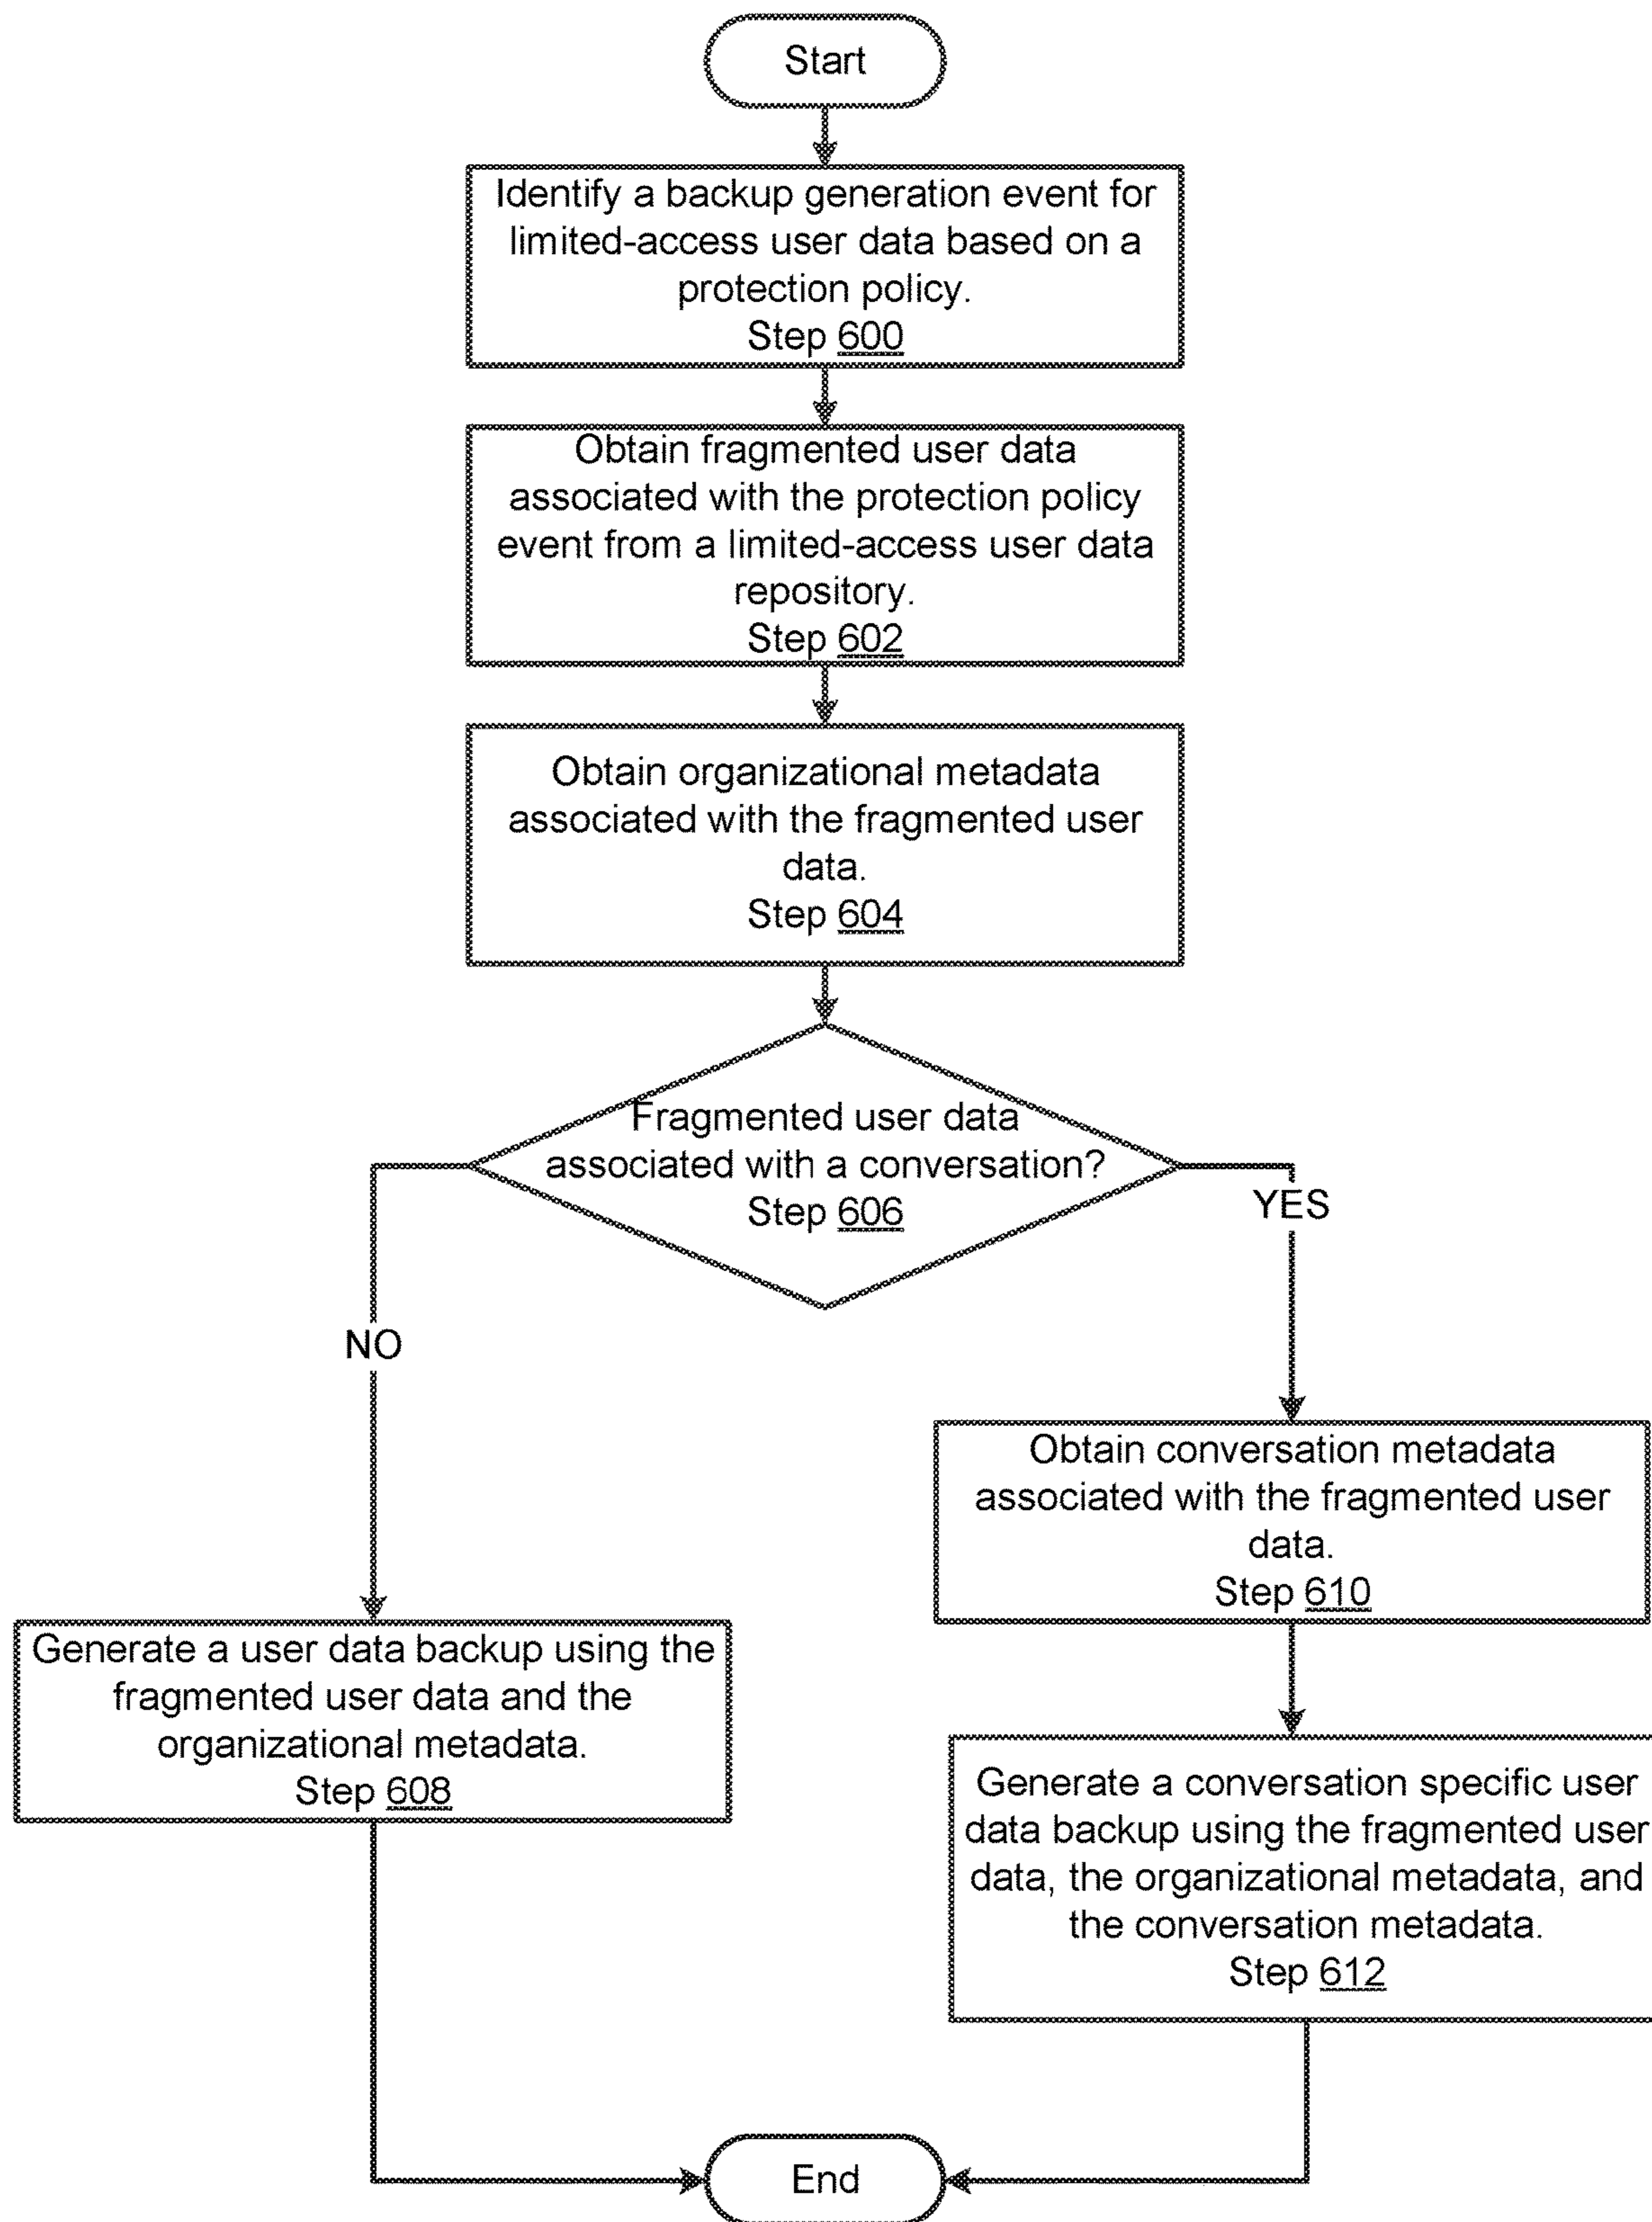 Start
Identify a backup generation event for
limited-access user data based on a
protection policy.
Step 600
Obtain fragmented user data
associated with the protection policy
event from a limited-access user data
repository.
Step 602
Obtain organizational metadata
associated with the fragmented user
data.
Step 604
Fragmented user data
associated with a conversation?
Step 606
YES
NO
Obtain conversation metadata
associated with the fragmented user
data.
Step 610
Generate a user data backup using the
fragmented user data and the
organizational metadata.
Step 608
Generate a conversation specific user
data backup using the fragmented user
data, the organizational metadata, and
the conversation metadata.
Step 612
End